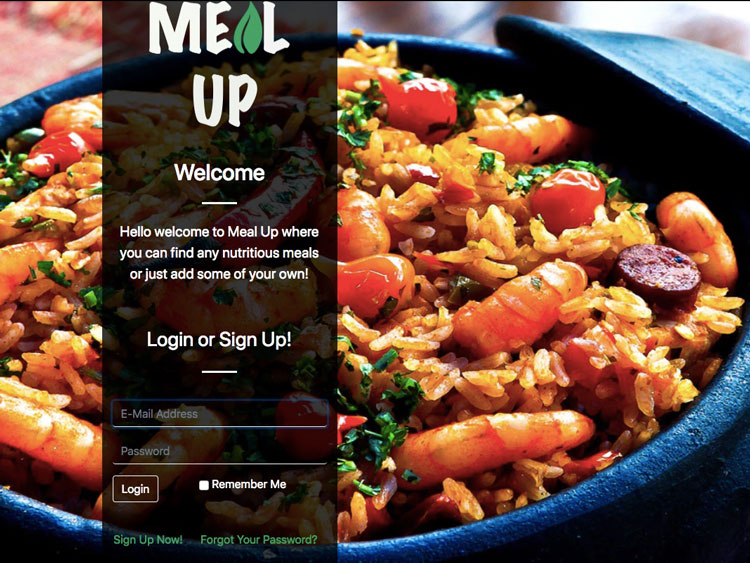 MEAL
UP
Welcome
Hello welcome to Meal Up where
you can find any nutritious meals
or just add some of your own!
Login or Sign Up!
E-Mail Address
Password
Login Remember Me
Sign Up Now! Forgot Your Password?